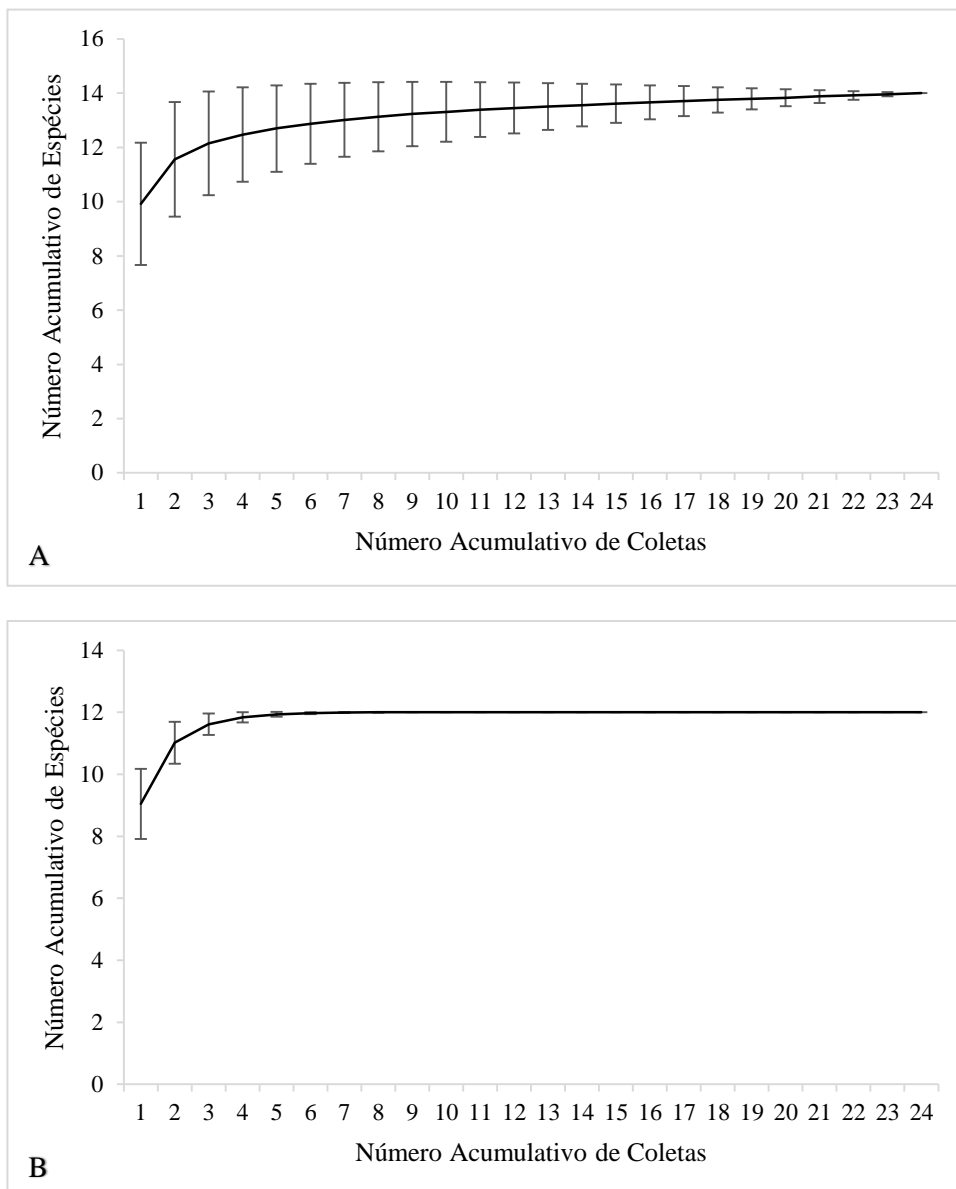 Número Acumulativo de Espécies
16
14
12
10
8
6
4
2
0
1 2 3 4 5 6 7 8 9 10 11 12 13 14 15 16 17 18 19 20 21 22 23 24
Número Acumulativo de Coletas
A
Número Acumulativo de Espécies
14
12
10
8
6
4
2
0
1 2 3 4 5 6 7 8 9 10 11 12 13 14 15 16 17 18 19 20 21 22 23 24
Número Acumulativo de Coletas
B